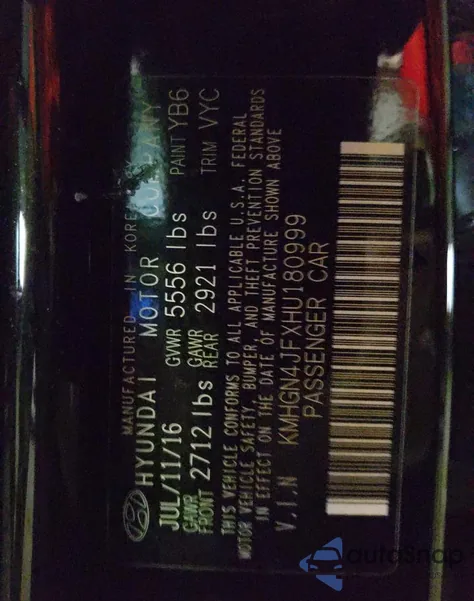 MANUFACTURED IN KOREA
HYUNDAI MOTOR COMPANY
JUL/11/16 GVWR 5556 lbs PAINT YB6
GAWR FRONT 2712 lbs GAWR REAR 2921 lbs TRIM VYC
THIS VEHICLE CONFORMS TO ALL APPLICABLE U.S.A. FEDERAL
MOTOR VEHICLE SAFETY, BUMPER, AND THEFT PREVENTION STANDARDS
IN EFFECT ON THE DATE OF MANUFACTURE SHOWN ABOVE
V.I.N KMHGN4JFXHU180999
PASSENGER CAR
autoSnap